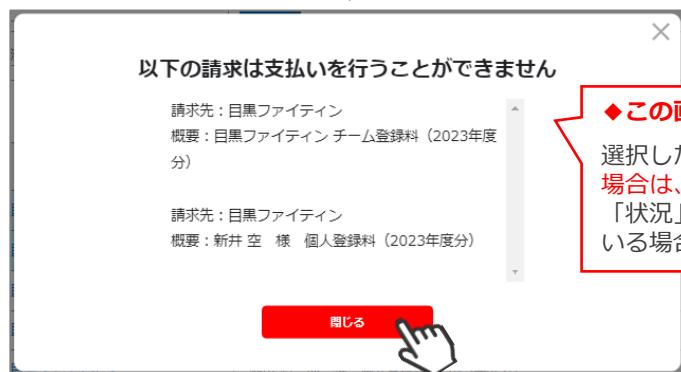 以下の請求は支払いを行うことができません
請求先：目黒ファイティン
概要：目黒ファイティン チーム登録料（2023年度
分）
請求先：目黒ファイティン
概要：新井 空　様　個人登録料（2023年度分）
閉じる
◆この
選択した
場合は、
「状況」
いる場合